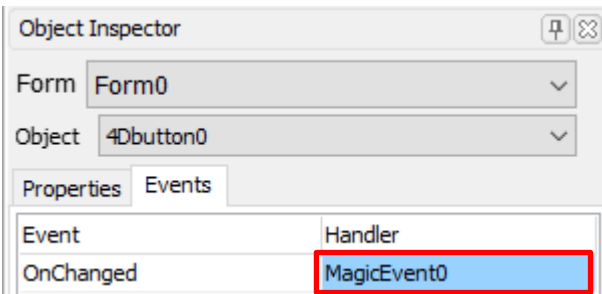 Object Inspector
Form Form0
Object 4Dbutton0
Properties Events
Event Handler
OnChanged MagicEvent0